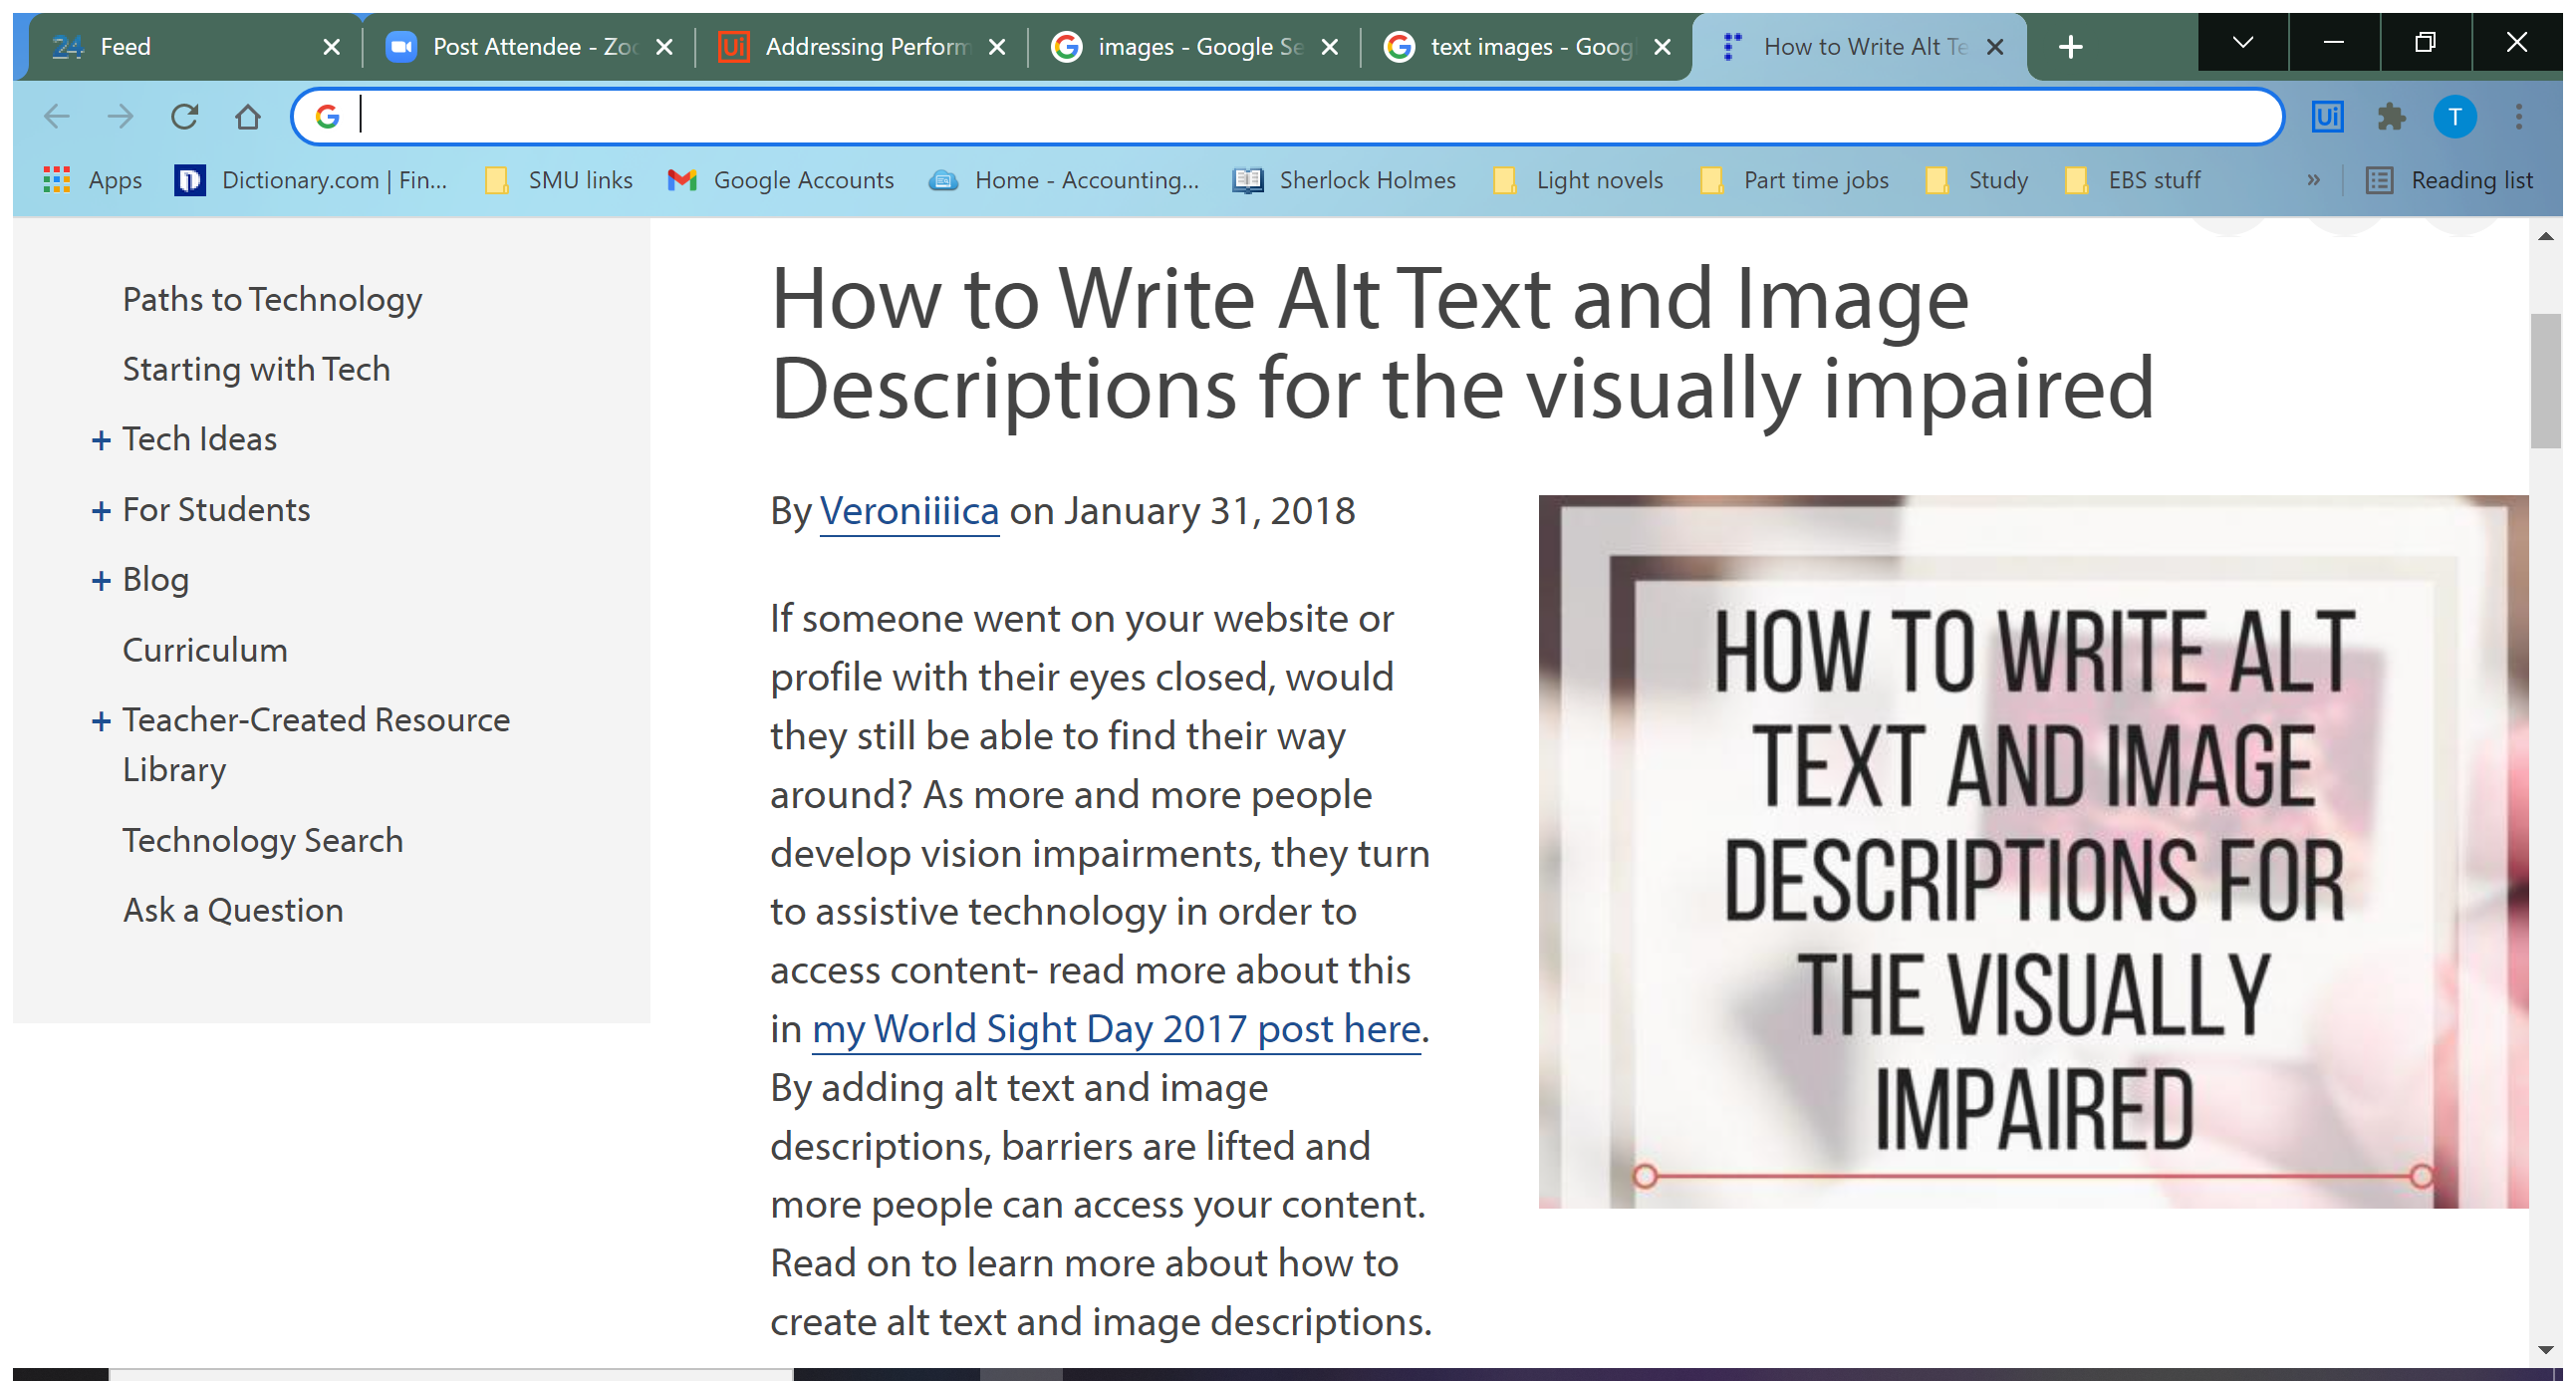 24 Feed
Post Attendee - Zoo
Ui Addressing Perform
images - Google Se
text images - Googl
How to Write Alt Te
Ui
T
Apps
Dictionary.com | Fin...
SMU links
Google Accounts
Home - Accounting...
Sherlock Holmes
Light novels
Part time jobs
Study
EBS stuff
»
Reading list
Paths to Technology
Starting with Tech
+ Tech Ideas
+ For Students
+ Blog
Curriculum
+ Teacher-Created Resource
Library
Technology Search
Ask a Question
How to Write Alt Text and Image
Descriptions for the visually impaired
By Veroniiiica on January 31, 2018
If someone went on your website or
profile with their eyes closed, would
they still be able to find their way
around? As more and more people
develop vision impairments, they turn
to assistive technology in order to
access content- read more about this
in my World Sight Day 2017 post here.
By adding alt text and image
descriptions, barriers are lifted and
more people can access your content.
Read on to learn more about how to
create alt text and image descriptions.
HOW TO WRITE ALT
TEXT AND IMAGE
DESCRIPTIONS FOR
THE VISUALLY
IMPAIRED